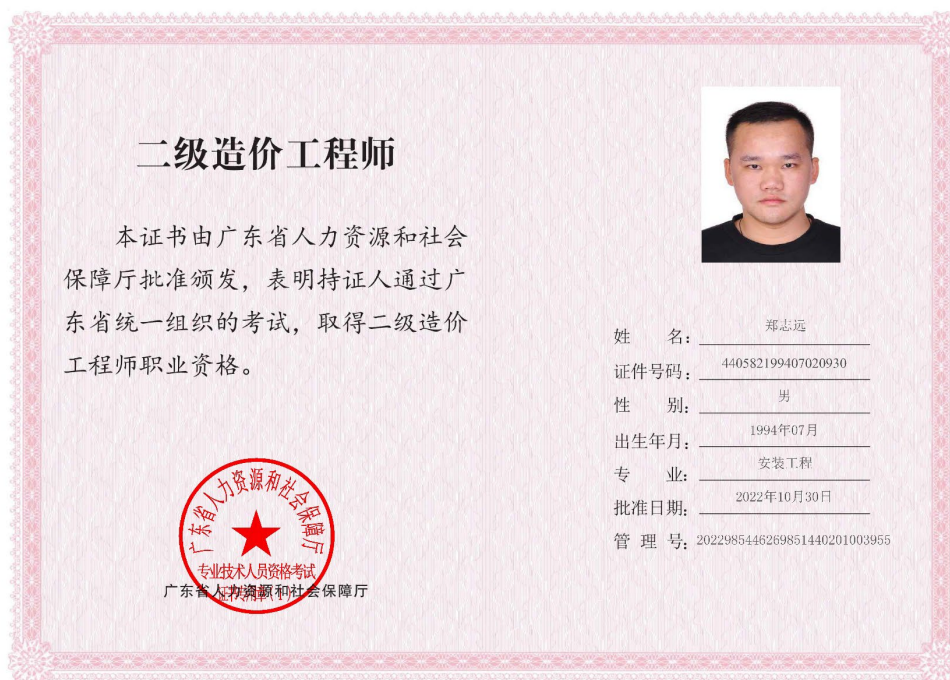 二级造价工程师
本证书由广东省人力资源和社会
保障厅批准颁发，表明持证人通过广
东省统一组织的考试，取得二级造价
工程师职业资格。
广东省人力资源和社会保障厅
专业技术人员资格考试
广东省人力资源和社会保障厅
姓 名：郑志远
证件号码：440582199407020930
性 别：男
出生年月：1994年07月
专 业：安装工程
批准日期：2022年10月30日
管 理 号：2022985446269851440201003955